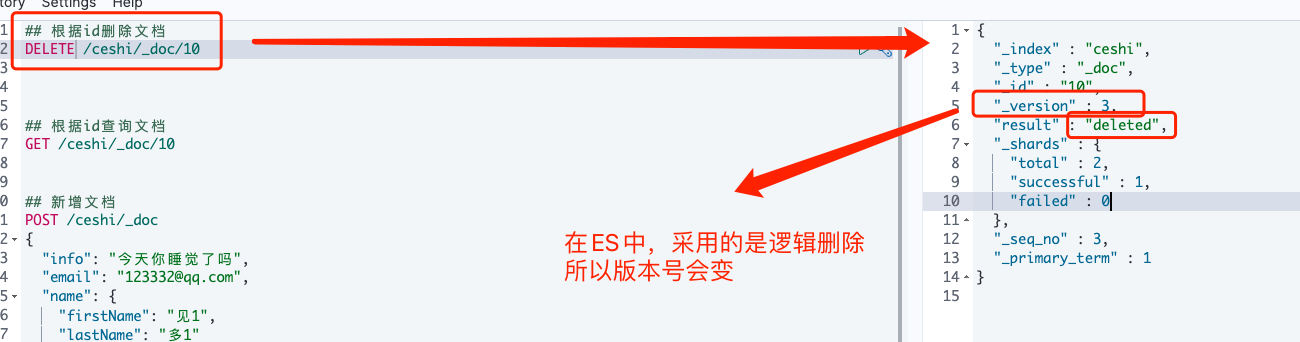 tory Settings Help
1 ## 根据id删除文档
2 DELETE /ceshi/_doc/10
3
4
5
6 ## 根据id查询文档
7 GET /ceshi/_doc/10
8
9
0 ## 新增文档
1 POST /ceshi/_doc
2 {
3 "info": "今天你睡觉了吗",
4 "email": "123332@qq.com",
5 "name": {
6 "firstName": "见1",
7 "lastName": "多1"
在ES中，采用的是逻辑删除
所以版本号会变
1 {
2 "_index" : "ceshi",
3 "_type" : "_doc",
4 "_id" : "10",
5 "_version" : 3,
6 "result" : "deleted",
7 "_shards" : {
8 "total" : 2,
9 "successful" : 1,
10 "failed" : 0
11 },
12 "_seq_no" : 3,
13 "_primary_term" : 1
14 }
15